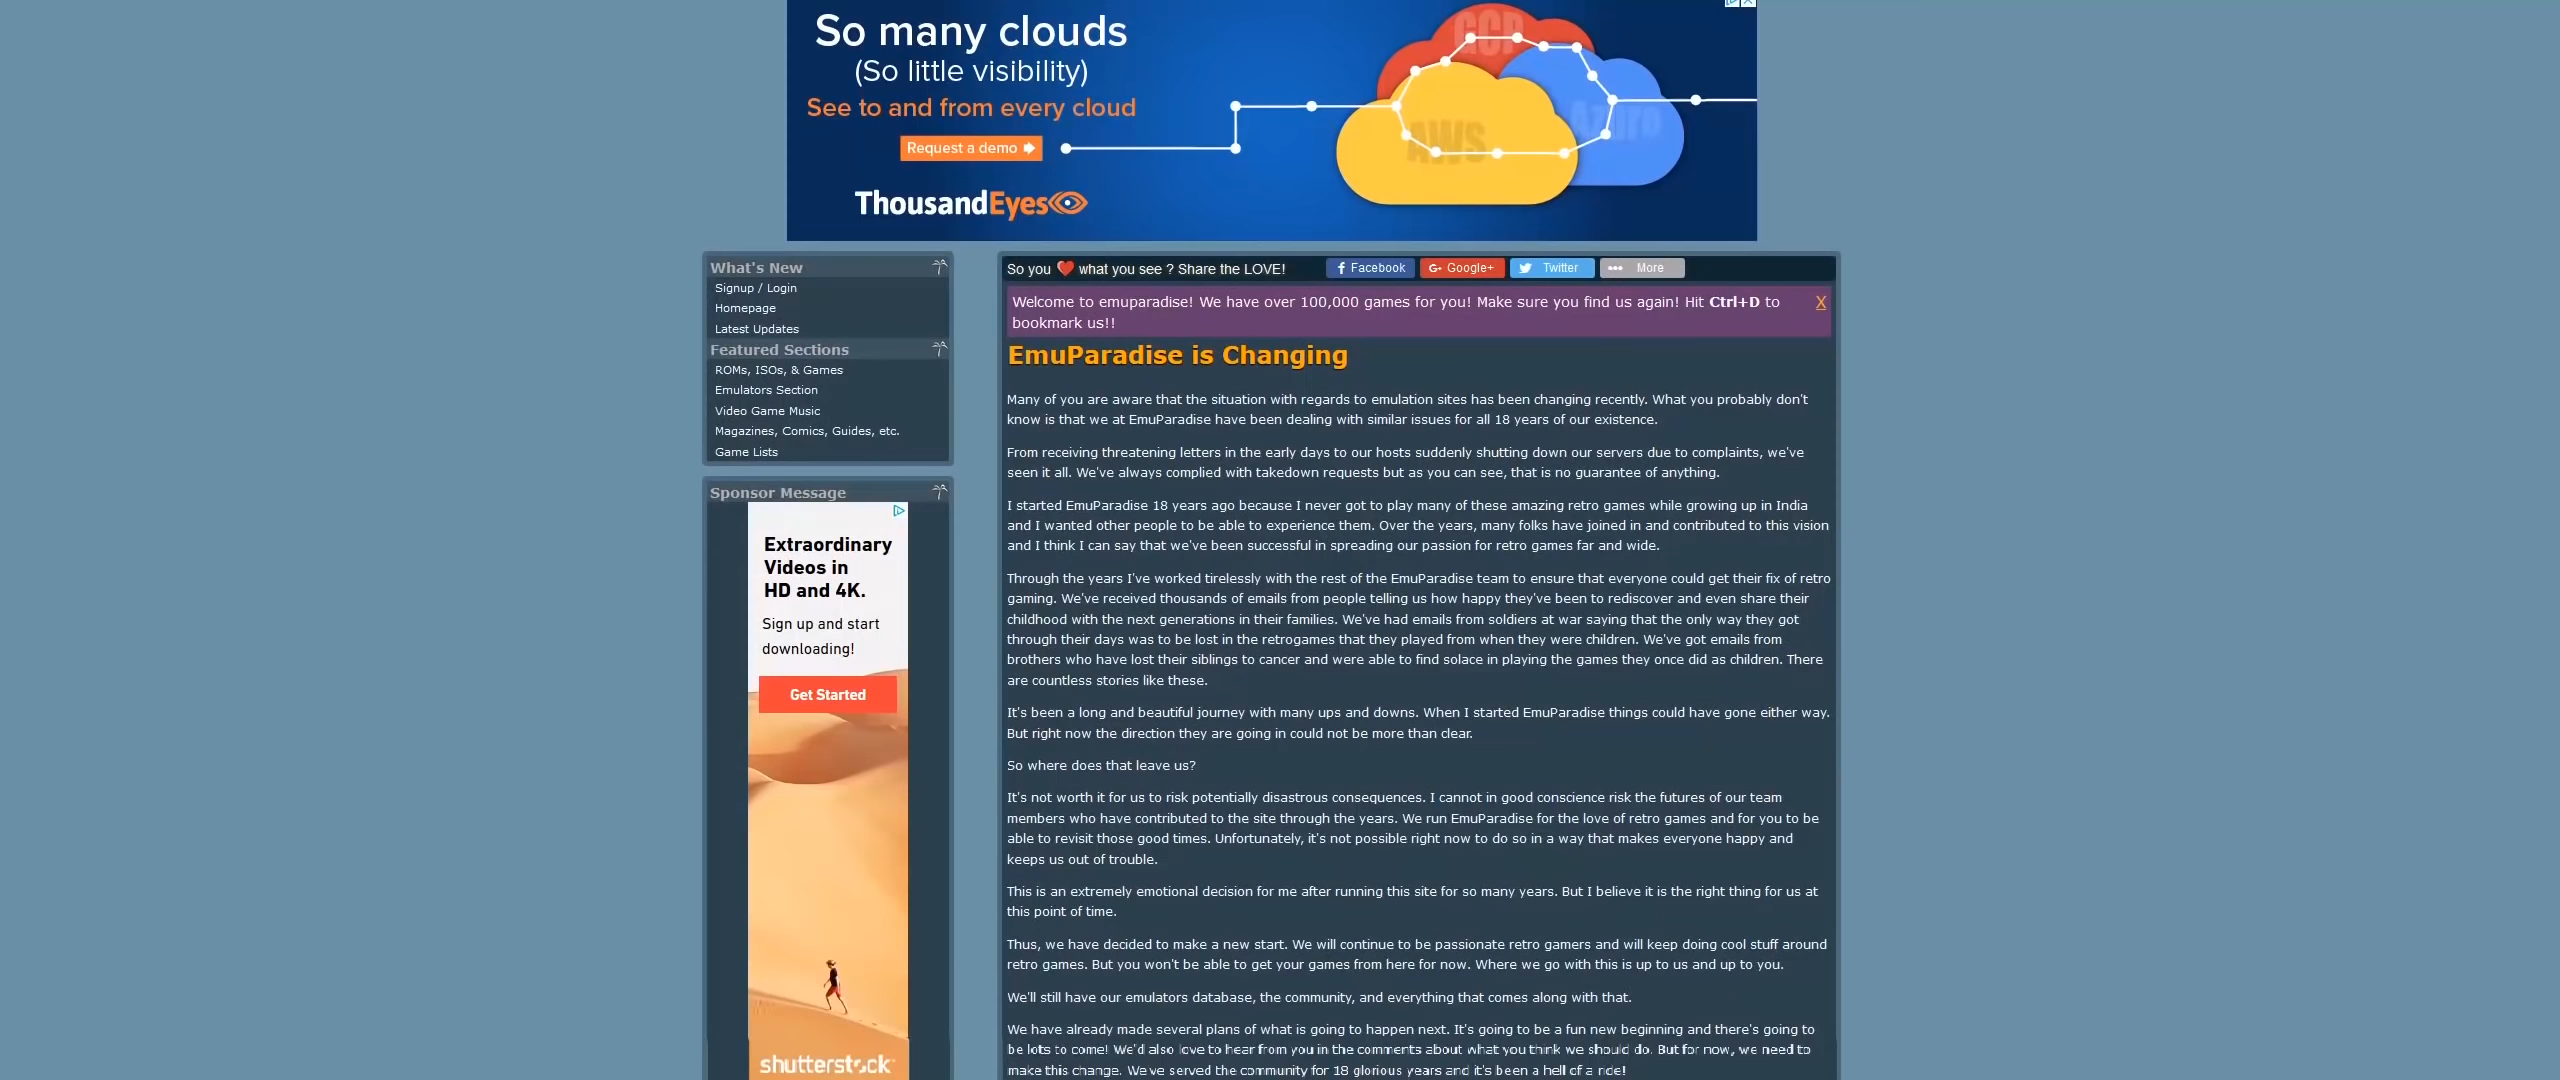 So many clouds
(So little visibility)
See to and from every cloud
Request a demo
ThousandEyes
GCP
AWS
Azure
What's New
Signup / Login
Homepage
Latest Updates
Featured Sections
ROMs, ISOs, & Games
Emulators Section
Video Game Music
Magazines, Comics, Guides, etc.
Game Lists
Sponsor Message
Extraordinary
Videos in
HD and 4K.
Sign up and start
downloading!
Get Started
shutterstock
So you ❤ what you see ? Share the LOVE!
Facebook
Google+
Twitter
More
Welcome to emuparadise! We have over 100,000 games for you! Make sure you find us again! Hit Ctrl+D to
bookmark us!!
X
EmuParadise is Changing
Many of you are aware that the situation with regards to emulation sites has been changing recently. What you probably don't
know is that we at EmuParadise have been dealing with similar issues for all 18 years of our existence.
From receiving threatening letters in the early days to our hosts suddenly shutting down our servers due to complaints, we've
seen it all. We've always complied with takedown requests but as you can see, that is no guarantee of anything.
I started EmuParadise 18 years ago because I never got to play many of these amazing retro games while growing up in India
and I wanted other people to be able to experience them. Over the years, many folks have joined in and contributed to this vision
and I think I can say that we've been successful in spreading our passion for retro games far and wide.
Through the years I've worked tirelessly with the rest of the EmuParadise team to ensure that everyone could get their fix of retro
gaming. We've received thousands of emails from people telling us how happy they've been to rediscover and even share their
childhood with the next generations in their families. We've had emails from soldiers at war saying that the only way they got
through their days was to be lost in the retrogames that they played from when they were children. We've got emails from
brothers who have lost their siblings to cancer and were able to find solace in playing the games they once did as children. There
are countless stories like these.
It's been a long and beautiful journey with many ups and downs. When I started EmuParadise things could have gone either way.
But right now the direction they are going in could not be more than clear.
So where does that leave us?
It's not worth it for us to risk potentially disastrous consequences. I cannot in good conscience risk the futures of our team
members who have contributed to the site through the years. We run EmuParadise for the love of retro games and for you to be
able to revisit those good times. Unfortunately, it's not possible right now to do so in a way that makes everyone happy and
keeps us out of trouble.
This is an extremely emotional decision for me after running this site for so many years. But I believe it is the right thing for us at
this point of time.
Thus, we have decided to make a new start. We will continue to be passionate retro gamers and will keep doing cool stuff around
retro games. But you won't be able to get your games from here for now. Where we go with this is up to us and up to you.
We'll still have our emulators database, the community, and everything that comes along with that.
We have already made several plans of what is going to happen next. It's going to be a fun new beginning and there's going to
be lots to come! We'd also love to hear from you in the comments about what you think we should do. But for now, we need to
make this change. We've served the community for 18 glorious years and it's been a hell of a ride!